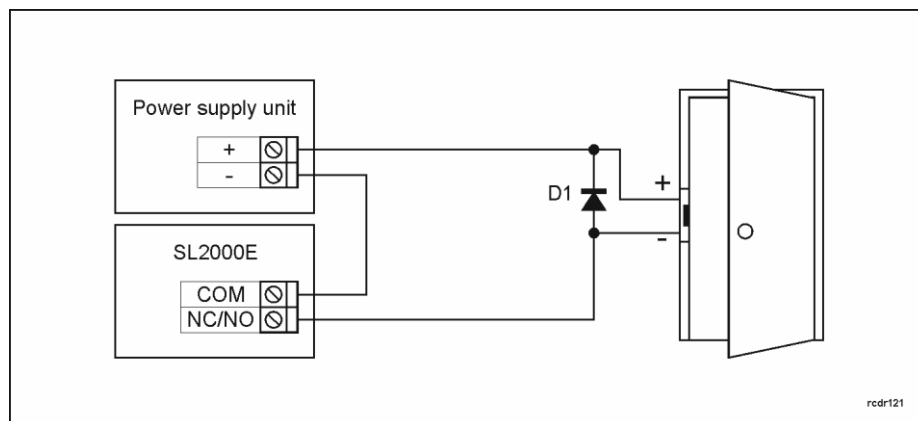 Power supply unit
+
-
D1
+
-
SL2000E
COM
NC/NO
rcdr121